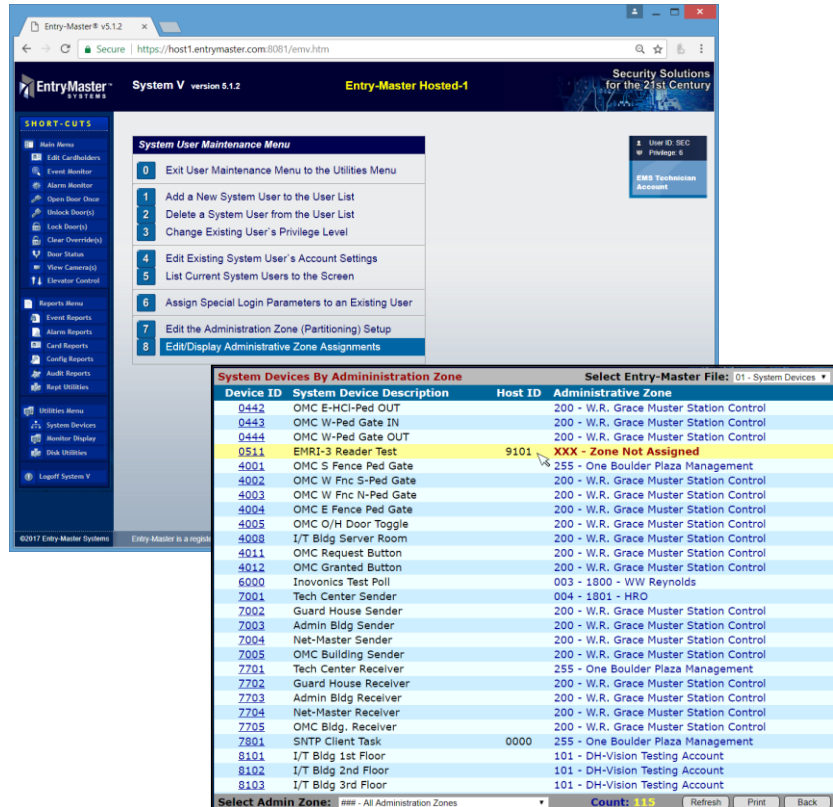 Entry-Master® v5.1.2
Secure | https://host1.entrymaster.com:8081/emv.htm
EntryMaster™
SYSTEMS
System V version 5.1.2
Entry-Master Hosted-1
Security Solutions
for the 21st Century
SHORT-CUTS
Main Menu
Edit Cardholders
Event Monitor
Alarm Monitor
Open Door Once
Unlock Door(s)
Lock Door(s)
Clear Override(s)
Door Status
View Camera(s)
Elevator Control
Reports Menu
Event Reports
Alarm Reports
Card Reports
Config Reports
Audit Reports
Rept Utilities
Utilities Menu
System Devices
Monitor Display
Disk Utilities
Logoff System V
©2017 Entry-Master Systems
Entry-Master is a registe
System User Maintenance Menu
0 Exit User Maintenance Menu to the Utilities Menu
1 Add a New System User to the User List
2 Delete a System User from the User List
3 Change Existing User's Privilege Level
4 Edit Existing System User's Account Settings
5 List Current System Users to the Screen
6 Assign Special Login Parameters to an Existing User
7 Edit the Administration Zone (Partitioning) Setup
8 Edit/Display Administrative Zone Assignments
User ID: SEC
Privilege: 6
EMS Technician
Account
System Devices By Admininistration Zone Select Entry-Master File: 01 - System Devices
Device ID System Device Description Host ID Administrative Zone
0442 OMC E-HCl-Ped OUT 200 - W.R. Grace Muster Station Control
0443 OMC W-Ped Gate IN 200 - W.R. Grace Muster Station Control
0444 OMC W-Ped Gate OUT 200 - W.R. Grace Muster Station Control
0511 EMRI-3 Reader Test 9101 XXX - Zone Not Assigned
4001 OMC S Fence Ped Gate 255 - One Boulder Plaza Management
4002 OMC W Fnc S-Ped Gate 200 - W.R. Grace Muster Station Control
4003 OMC W Fnc N-Ped Gate 200 - W.R. Grace Muster Station Control
4004 OMC E Fence Ped Gate 200 - W.R. Grace Muster Station Control
4005 OMC O/H Door Toggle 200 - W.R. Grace Muster Station Control
4008 I/T Bldg Server Room 200 - W.R. Grace Muster Station Control
4011 OMC Request Button 200 - W.R. Grace Muster Station Control
4012 OMC Granted Button 200 - W.R. Grace Muster Station Control
6000 Inovonics Test Poll 003 - 1800 - WW Reynolds
7001 Tech Center Sender 004 - 1801 - HRO
7002 Guard House Sender 200 - W.R. Grace Muster Station Control
7003 Admin Bldg Sender 200 - W.R. Grace Muster Station Control
7004 Net-Master Sender 200 - W.R. Grace Muster Station Control
7005 OMC Building Sender 200 - W.R. Grace Muster Station Control
7701 Tech Center Receiver 255 - One Boulder Plaza Management
7702 Guard House Receiver 200 - W.R. Grace Muster Station Control
7703 Admin Bldg Receiver 200 - W.R. Grace Muster Station Control
7704 Net-Master Receiver 200 - W.R. Grace Muster Station Control
7705 OMC Bldg. Receiver 200 - W.R. Grace Muster Station Control
7801 SNTP Client Task 0000 255 - One Boulder Plaza Management
8101 I/T Bldg 1st Floor 101 - DH-Vision Testing Account
8102 I/T Bldg 2nd Floor 101 - DH-Vision Testing Account
8103 I/T Bldg 3rd Floor 101 - DH-Vision Testing Account
Select Admin Zone: ### - All Administration Zones Count: 115 Refresh Print Back